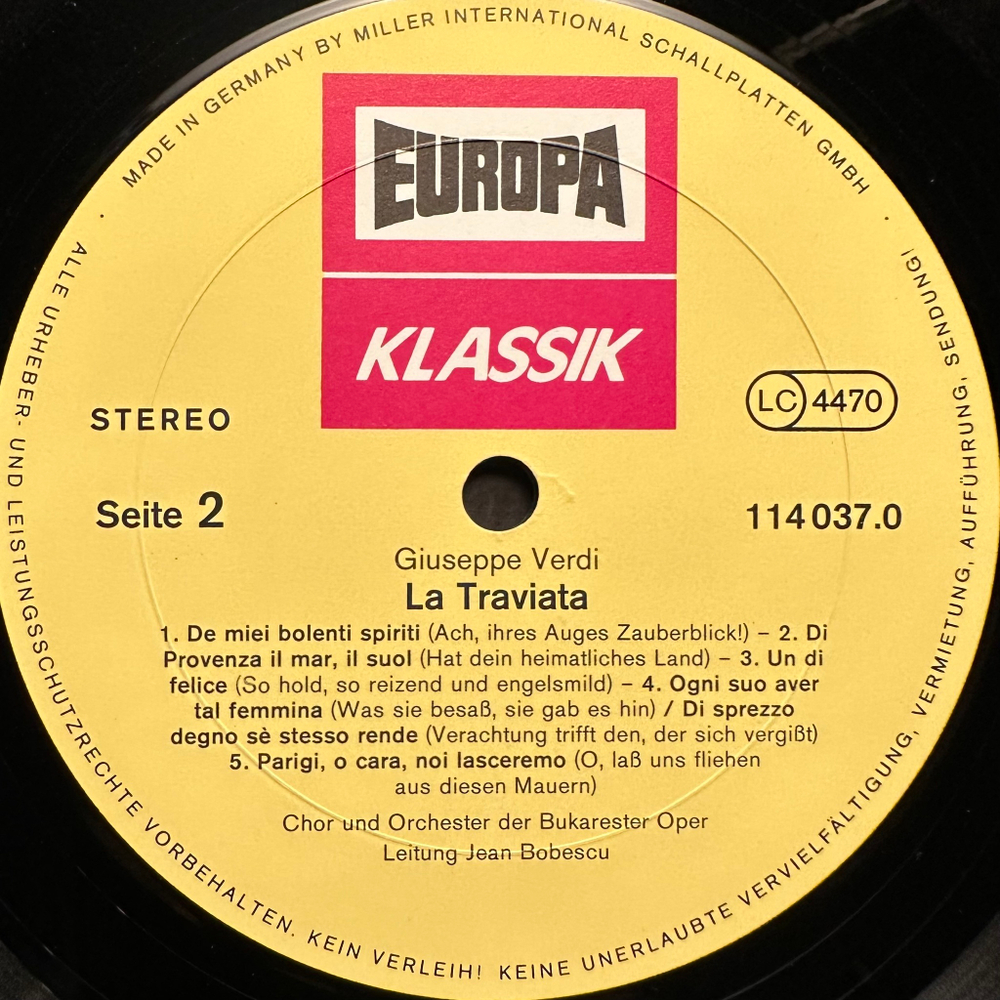 MADE IN GERMANY BY MILLER INTERNATIONAL SCHALLPLATTEN GMBH
EUROPA
KLASSIK
STEREO
LC 4470
Seite 2
114 037.0
Giuseppe Verdi
La Traviata
1. De miei bolenti spiriti (Ach, ihres Auges Zauberblick!) – 2. Di
Provenza il mar, il suol (Hat dein heimatliches Land) – 3. Un di
felice (So hold, so reizend und engelsmild) – 4. Ogni suo aver
tal femmina (Was sie besaß, sie gab es hin) / Di sprezzo
degno sè stesso rende (Verachtung trifft den, der sich vergißt)
5. Parigi, o cara, noi lasceremo (O, laß uns fliehen
aus diesen Mauern)
Chor und Orchester der Bukarester Oper
Leitung Jean Bobescu
ALLE URHEBER- UND LEISTUNGSSCHUTZRECHTE VORBEHALTEN. KEIN VERLEIH! KEINE UNERLAUBTE VERVIELFÄLTIGUNG, VERMIETUNG, AUFFÜHRUNG, SENDUNG!